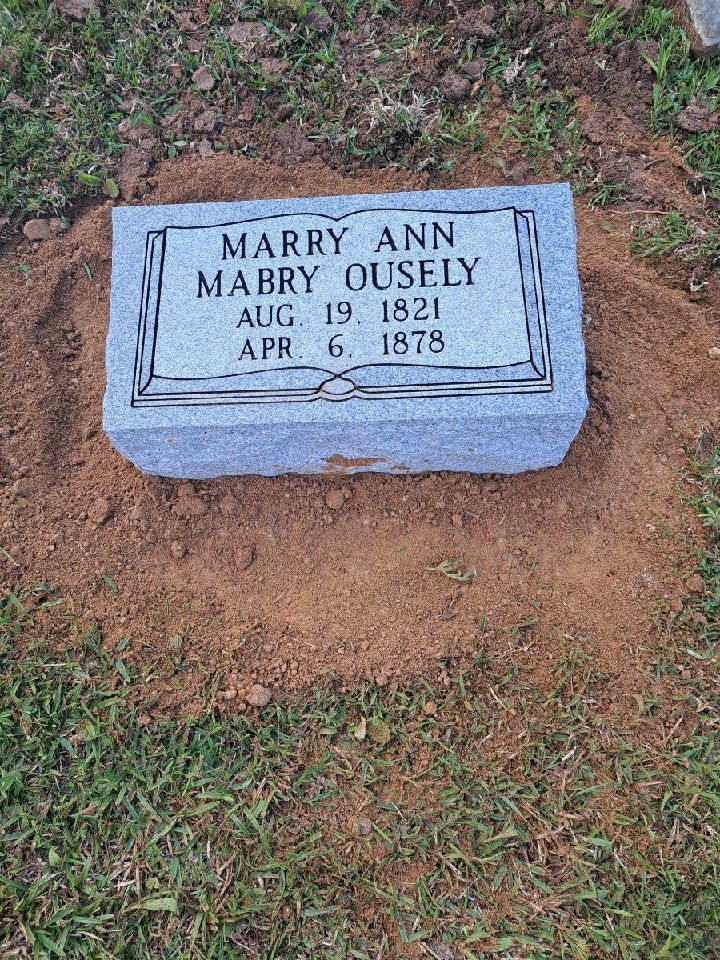 MARRY ANN
MABRY OUSELY
AUG. 19, 1821
APR. 6, 1878